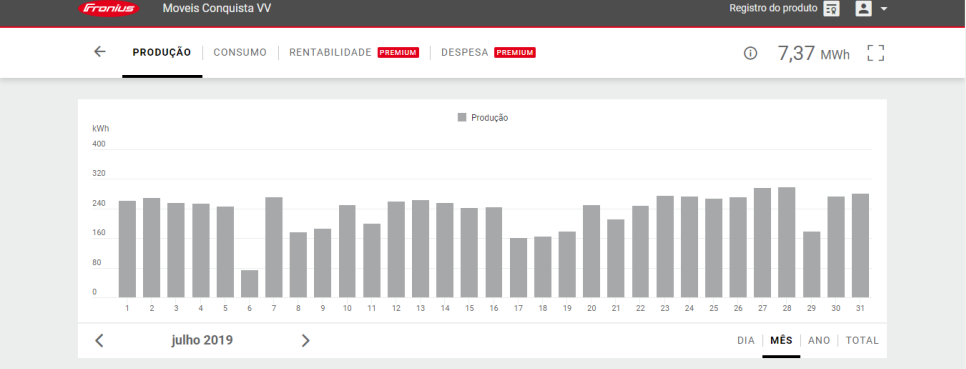 Fronius
Moveis Conquista VV
Registro do produto
PRODUÇÃO
CONSUMO
RENTABILIDADE PREMIUM
DESPESA PREMIUM
7,37 MWh
Produção
kWh
400
320
240
160
80
0
1 2 3 4 5 6 7 8 9 10 11 12 13 14 15 16 17 18 19 20 21 22 23 24 25 26 27 28 29 30 31
julho 2019
DIA MÊS ANO TOTAL